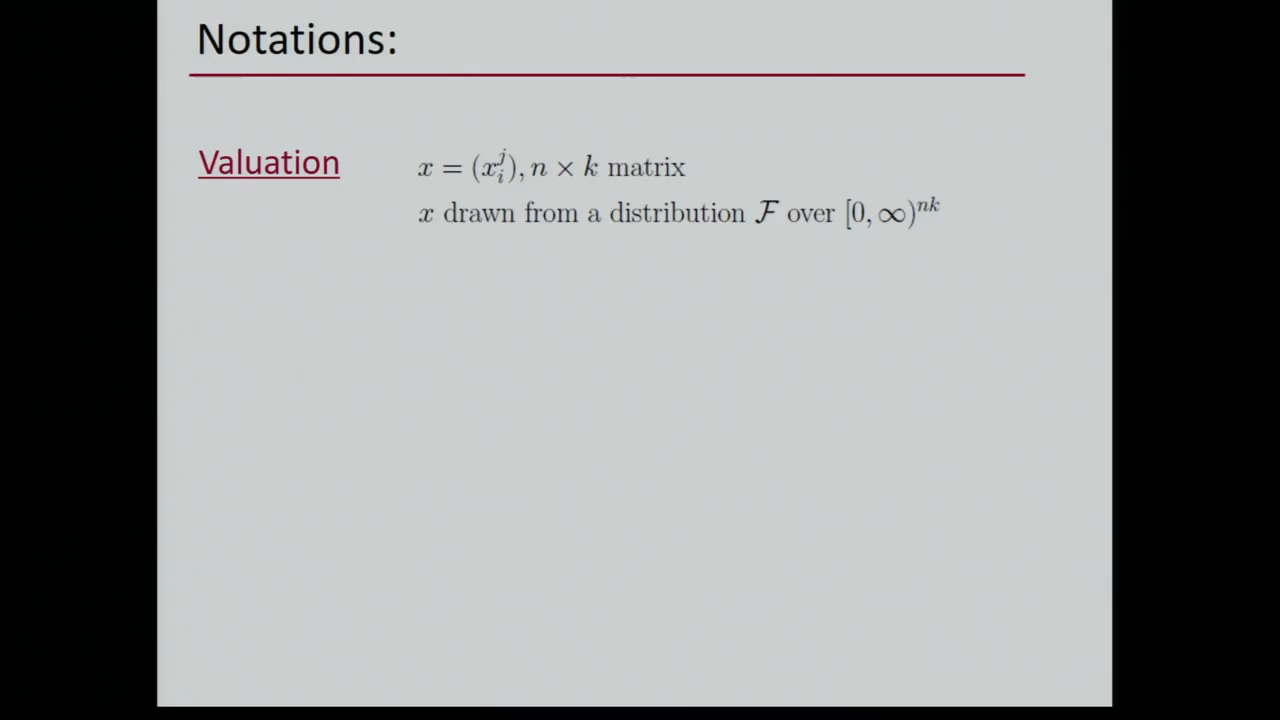 Notations:
Valuation
x = (x_i^j), n × k matrix
x drawn from a distribution ℱ over [0, ∞)^{nk}